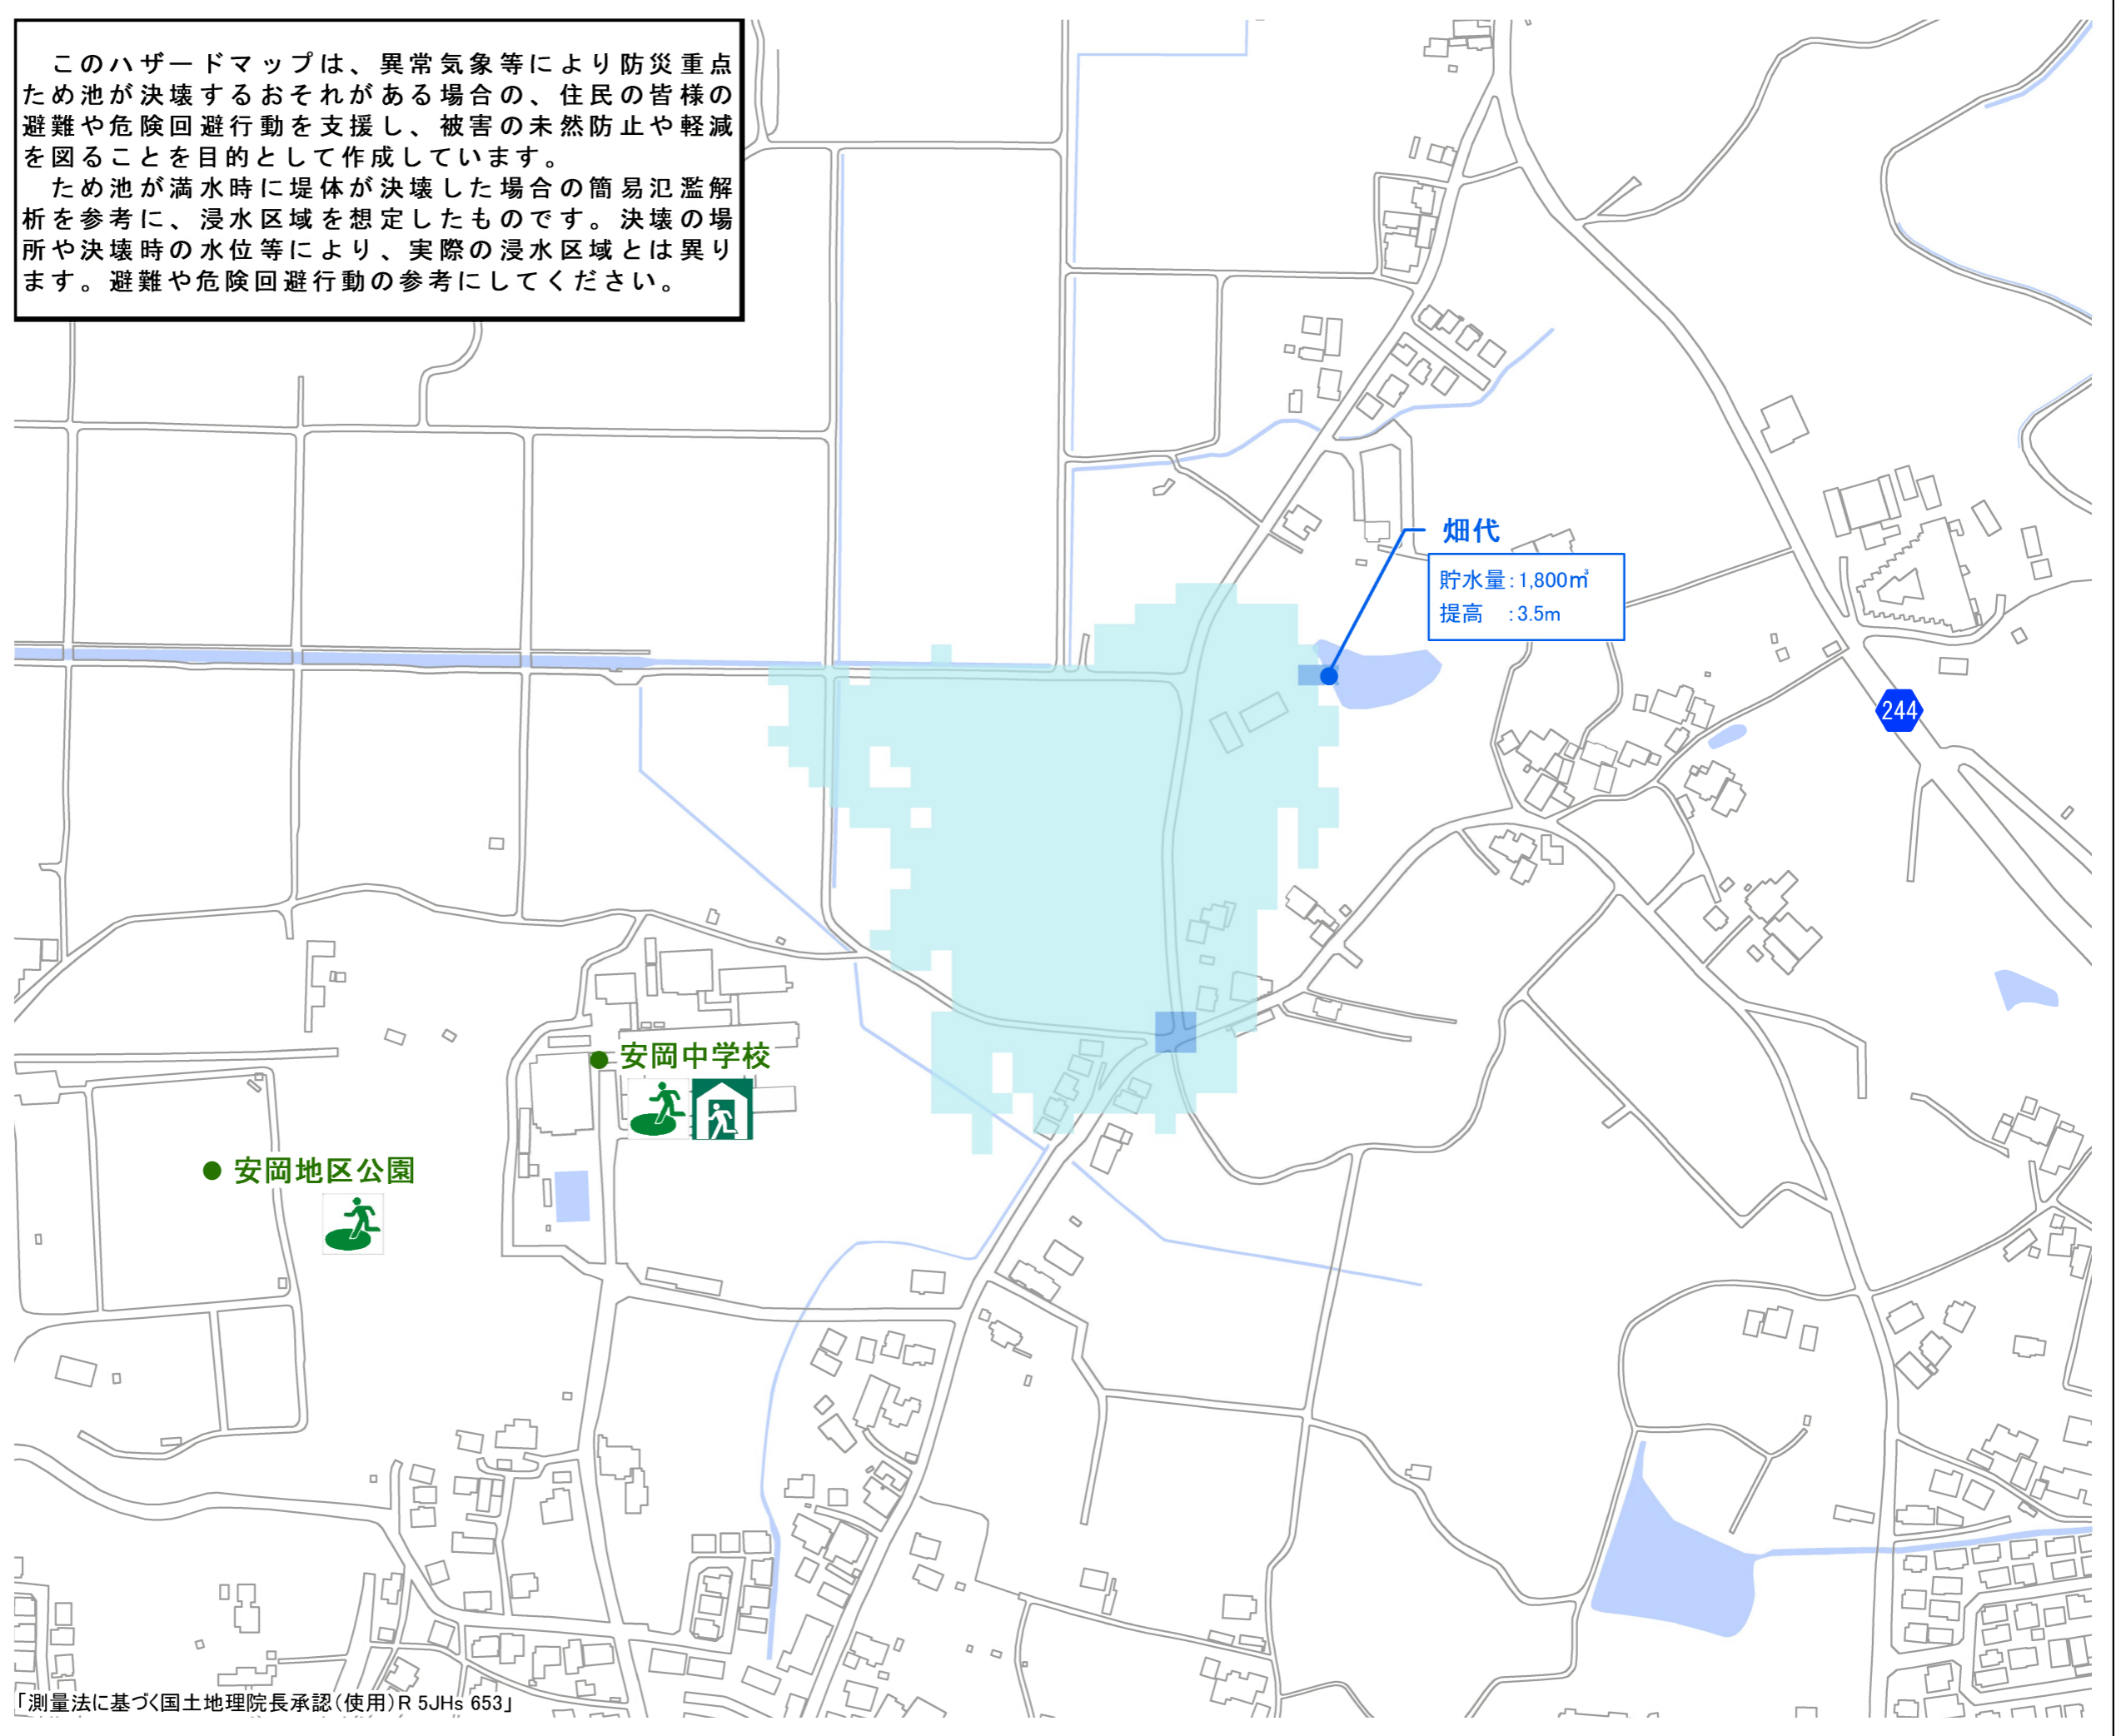 このハザードマップは、異常気象等により防災重点
ため池が決壊するおそれがある場合の、住民の皆様の
避難や危険回避行動を支援し、被害の未然防止や軽減
を図ることを目的として作成しています。
ため池が満水時に堤体が決壊した場合の簡易氾濫解
析を参考に、浸水区域を想定したものです。決壊の場
所や決壊時の水位等により、実際の浸水区域とは異り
ます。避難や危険回避行動の参考にしてください。
畑代
貯水量:1,800㎥
提高 :3.5m
244
安岡中学校
安岡地区公園
「測量法に基づく国土地理院長承認(使用)R 5JHs 653」